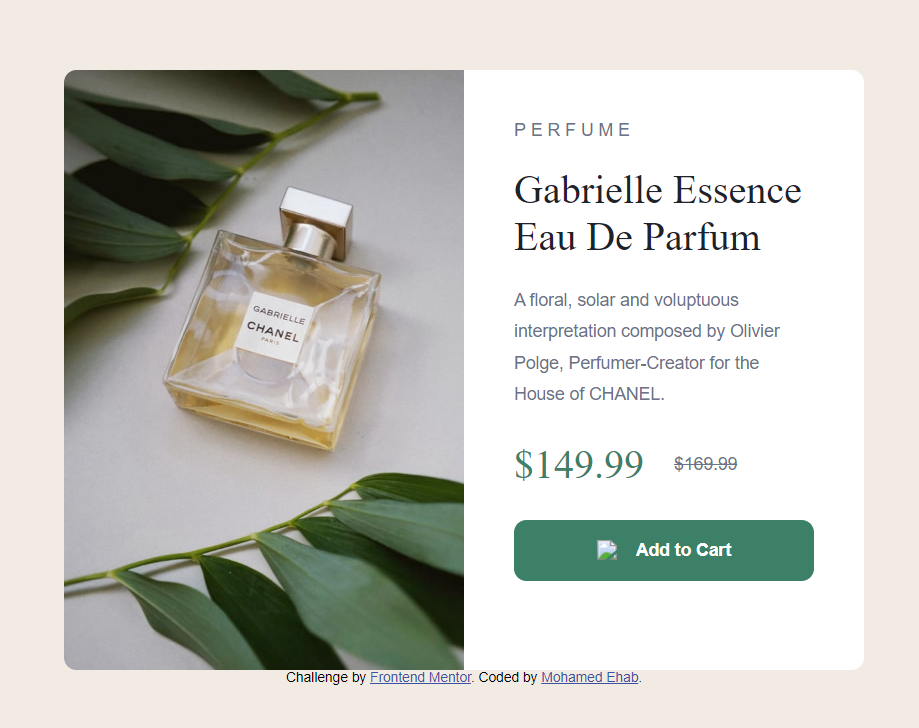 GABRIELLE
CHANEL
PARIS
PERFUME
Gabrielle Essence
Eau De Parfum
A floral, solar and voluptuous
interpretation composed by Olivier
Polge, Perfumer-Creator for the
House of CHANEL.
$149.99 $169.99
Add to Cart
Challenge by Frontend Mentor. Coded by Mohamed Ehab.